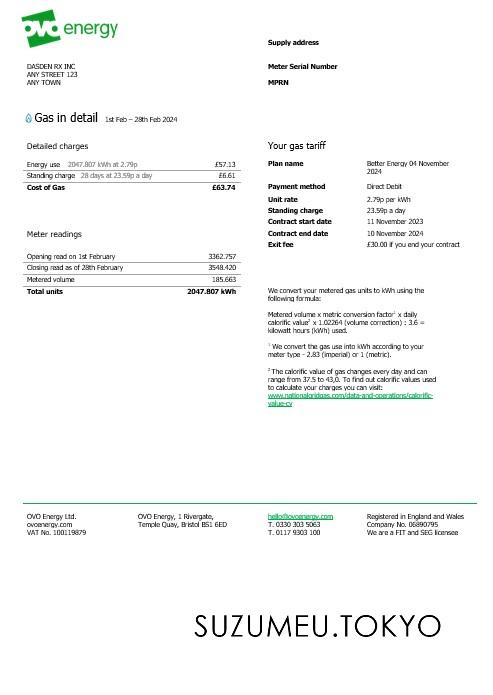 ovo energy
Supply address
DASDEN RX INC
ANY STREET 123
ANY TOWN
Meter Serial Number
MPRN
Gas in detail 1st Feb – 28th Feb 2024
Detailed charges
Energy use 2047.807 kWh at 2.79p £57.13
Standing charge 28 days at 23.59p a day £6.61
Cost of Gas £63.74
Meter readings
Opening read on 1st February 3362.757
Closing read as of 28th February 3548.420
Metered volume 185,663
Total units 2047.807 kWh
Your gas tariff
Plan name Better Energy 04 November
2024
Payment method Direct Debit
Unit rate 2.79p per kWh
Standing charge 23.59p a day
Contract start date 11 November 2023
Contract end date 10 November 2024
Exit fee £30.00 if you end your contract
We convert your metered gas units to kWh using the
following formula:
Metered volume x metric conversion factor¹ x daily
calorific value² x 1.02264 (volume correction) : 3.6 =
kilowatt hours (kWh) used.
¹ We convert the gas use into kWh according to your
meter type - 2.83 (imperial) or 1 (metric).
² The calorific value of gas changes every day and can
range from 37.5 to 43,0. To find out calorific values used
to calculate your charges you can visit:
www.nationalgridgas.com/data-and-operations/calorific-
value-cv
OVO Energy Ltd.
ovoenergy.com
VAT No. 100119879
OVO Energy, 1 Rivergate,
Temple Quay, Bristol BS1 6ED
hello@ovoenergy.com
T. 0330 303 5063
T. 0117 9303 100
Registered in England and Wales
Company No. 06890795
We are a FIT and SEG licensee
SUZUMEU.TOKYO